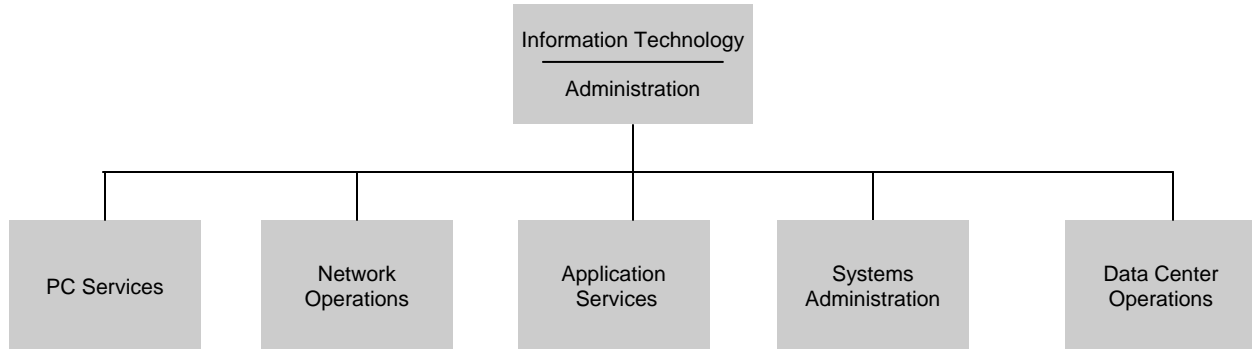 Information Technology
Administration
PC Services
Network
Operations
Application
Services
Systems
Administration
Data Center
Operations